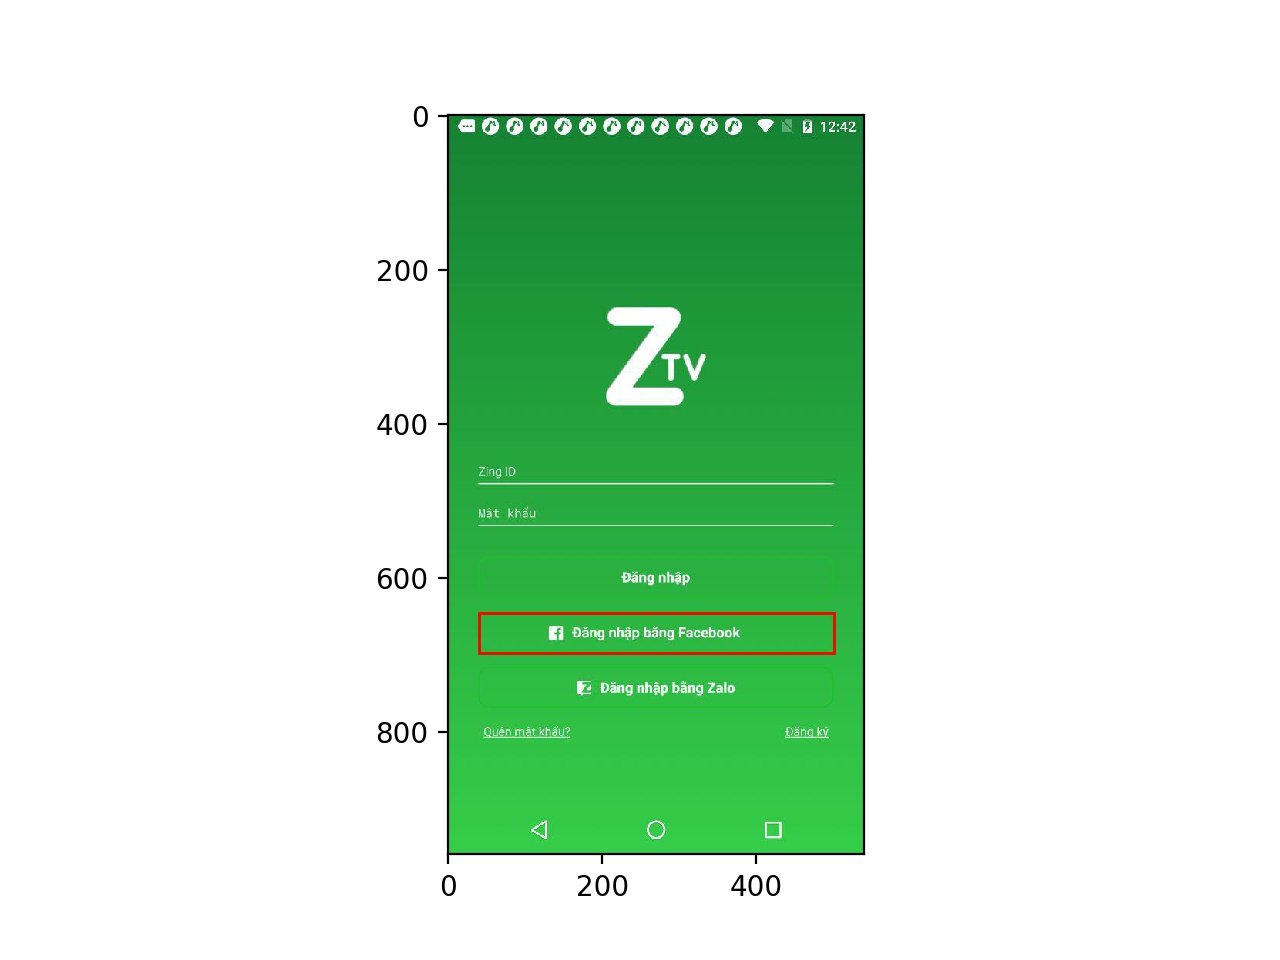 0
12:42
200
Z TV
400
Zing ID
Mật khẩu
600
Đăng nhập
Đăng nhập bằng Facebook
Đăng nhập bằng Zalo
800
Quên mật khẩu? Đăng ký
0 200 400